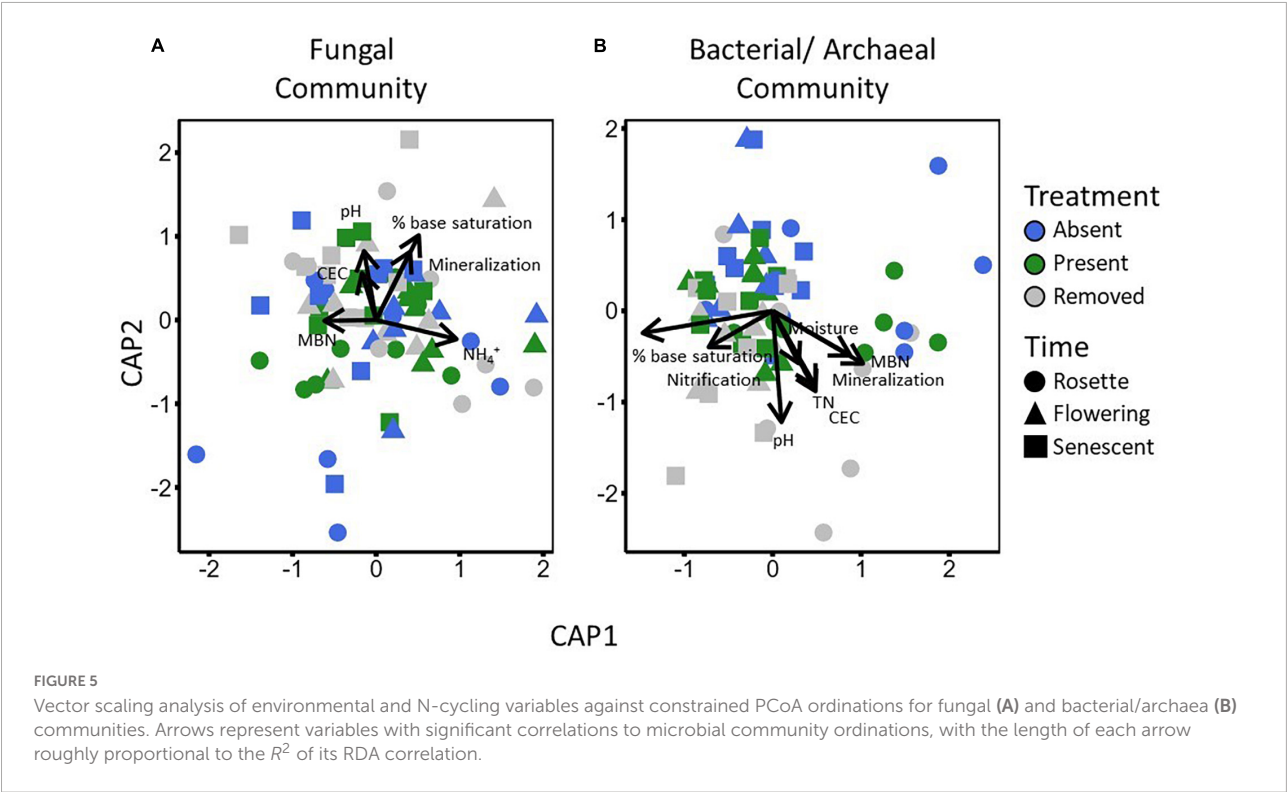 A
Fungal
Community
B
Bacterial/ Archaeal
Community
CAP2
2
1
0
-1
-2
pH
% base saturation
CEC
Mineralization
MBN
NH₄⁺
-2
-1
0
1
2
2
1
0
-1
-2
Moisture
% base saturation
MBN
Nitrification
Mineralization
TN
CEC
pH
-1
0
1
2
CAP1
Treatment
Absent
Present
Removed
Time
Rosette
Flowering
Senescent
FIGURE 5
Vector scaling analysis of environmental and N-cycling variables against constrained PCoA ordinations for fungal (A) and bacterial/archaea (B)
communities. Arrows represent variables with significant correlations to microbial community ordinations, with the length of each arrow
roughly proportional to the R² of its RDA correlation.